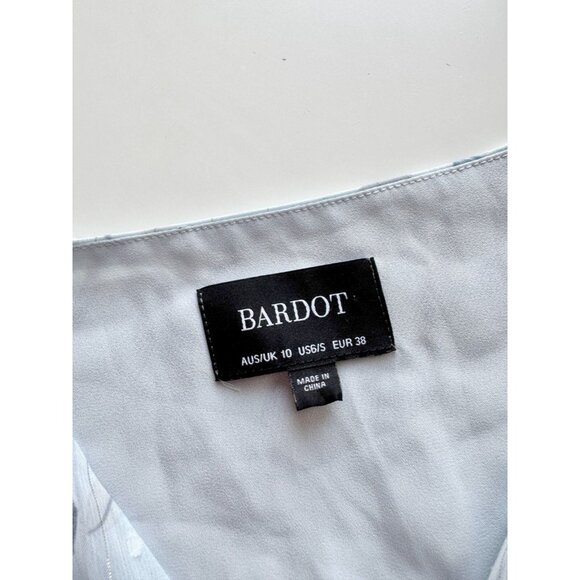 BARDOT
AUS/UK 10 US6/S EUR 38
MADE IN
CHINA